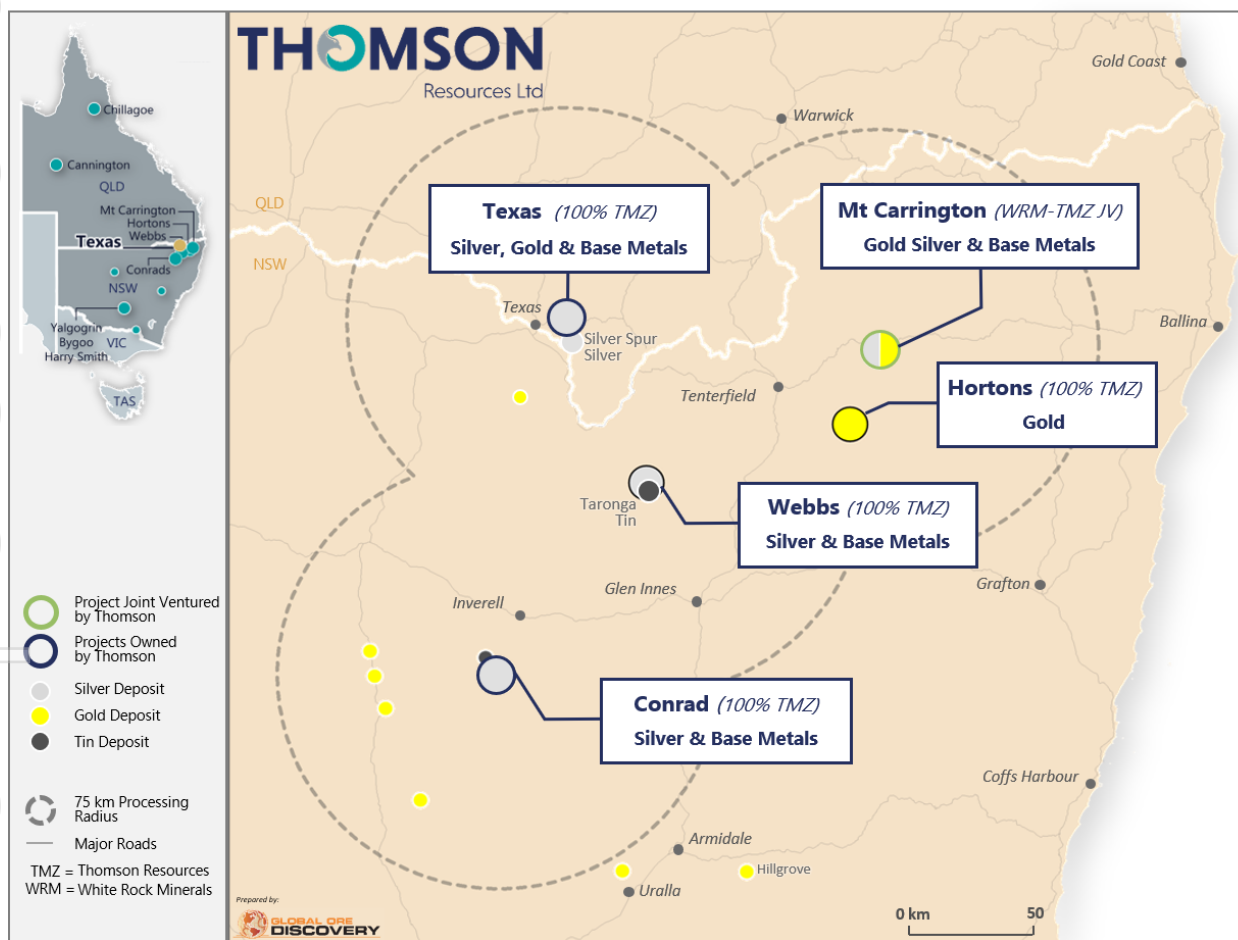 THOMSON
Resources Ltd
Chillagoe
Cannington
QLD
Mt Carrington
Hortons
Webbs
Texas
Conrads
NSW
Yalgogrin
Bygoo
Harry Smith
VIC
TAS
Project Joint Ventured
by Thomson
Projects Owned
by Thomson
Silver Deposit
Gold Deposit
Tin Deposit
75 km Processing
Radius
Major Roads
TMZ = Thomson Resources
WRM = White Rock Minerals
Gold Coast
Warwick
QLD
NSW
Texas (100% TMZ)
Silver, Gold & Base Metals
Mt Carrington (WRM-TMZ JV)
Gold Silver & Base Metals
Texas
Silver Spur
Silver
Ballina
Tenterfield
Hortons (100% TMZ)
Gold
Taronga
Tin
Webbs (100% TMZ)
Silver & Base Metals
Glen Innes
Grafton
Inverell
Conrad (100% TMZ)
Silver & Base Metals
Coffs Harbour
Armidale
Hillgrove
Uralla
Prepared by:
GLOBAL ORE
DISCOVERY
0 km 50